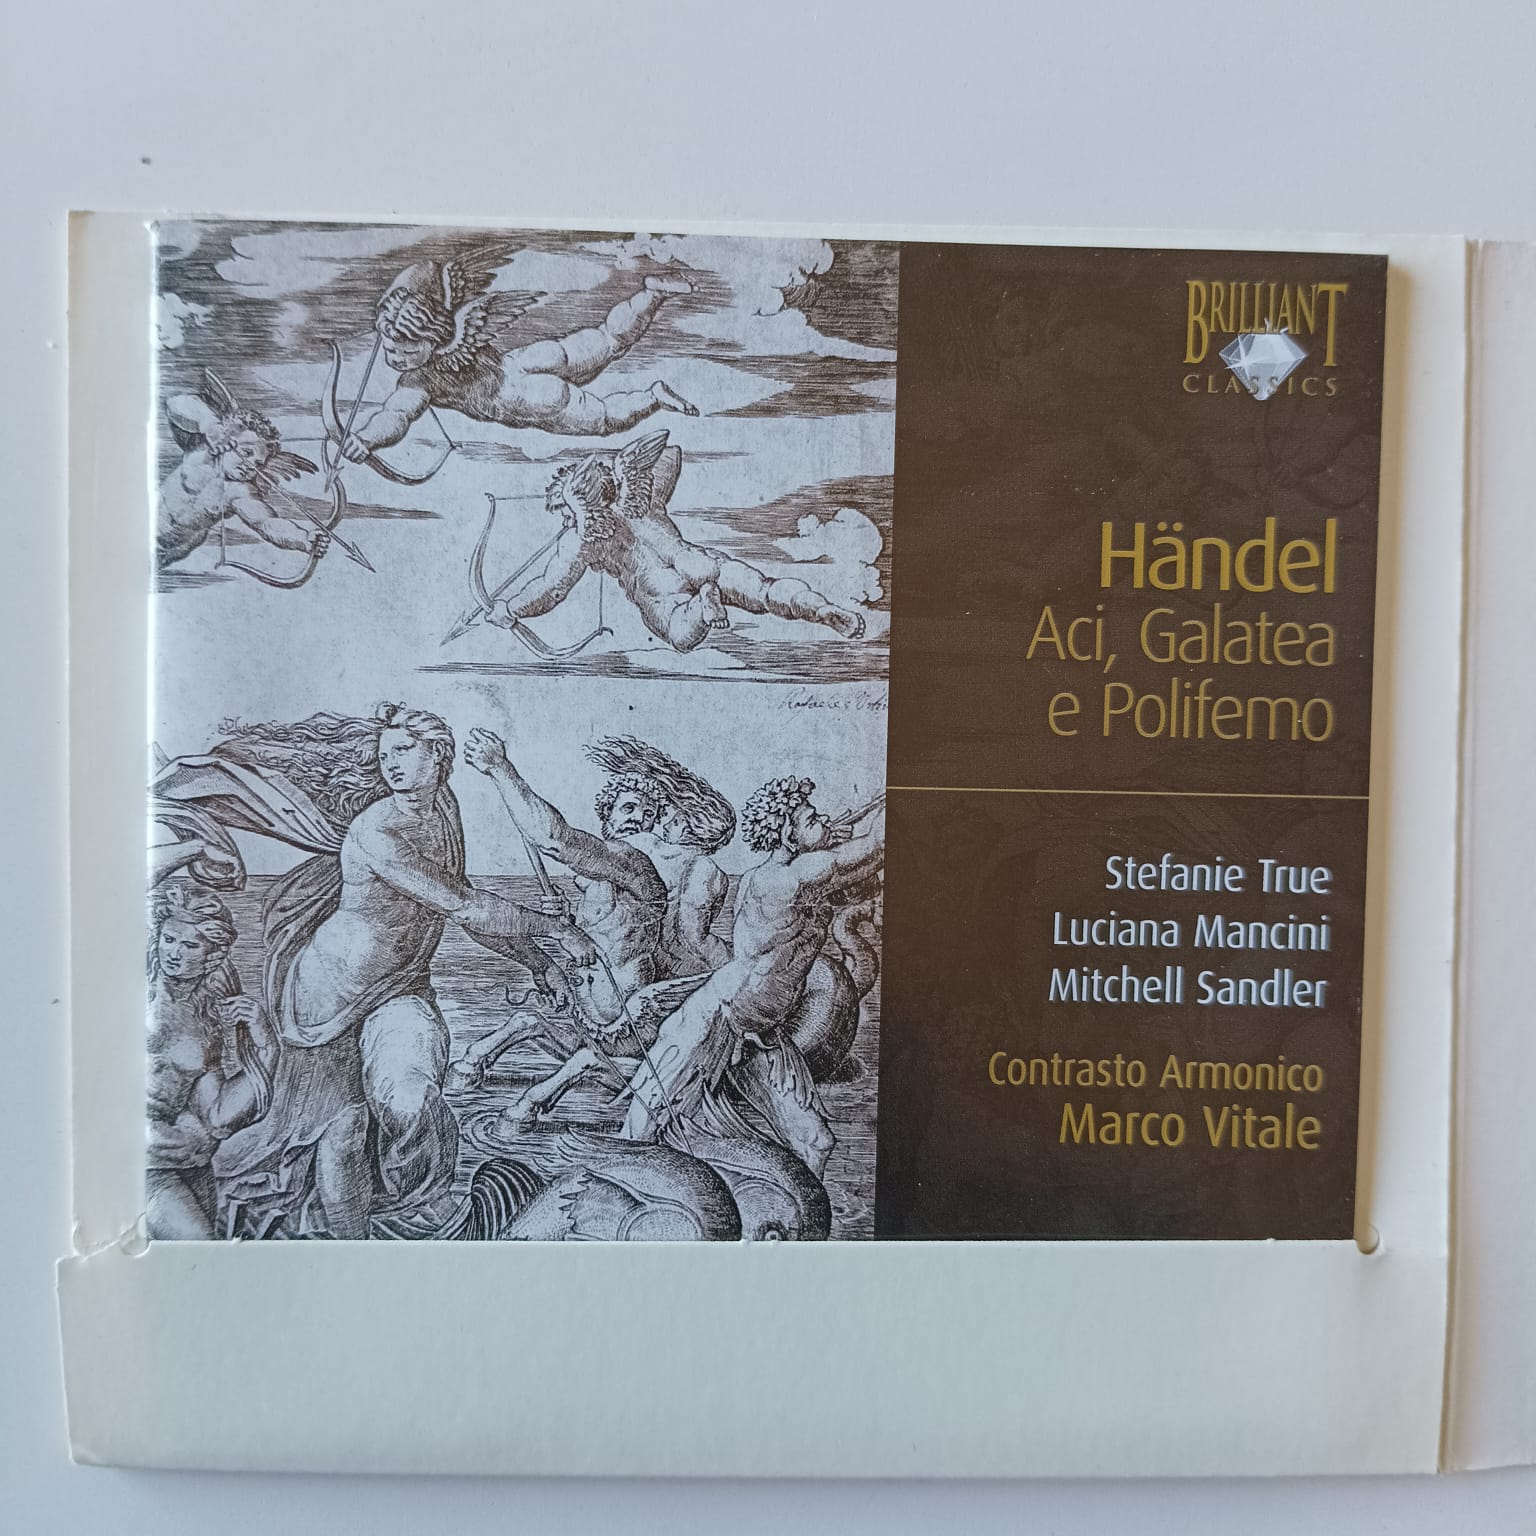 BRILLIANT
CLASSICS
Händel
Aci, Galatea
e Polifemo
Stefanie True
Luciana Mancini
Mitchell Sandler
Contrasto Armonico
Marco Vitale